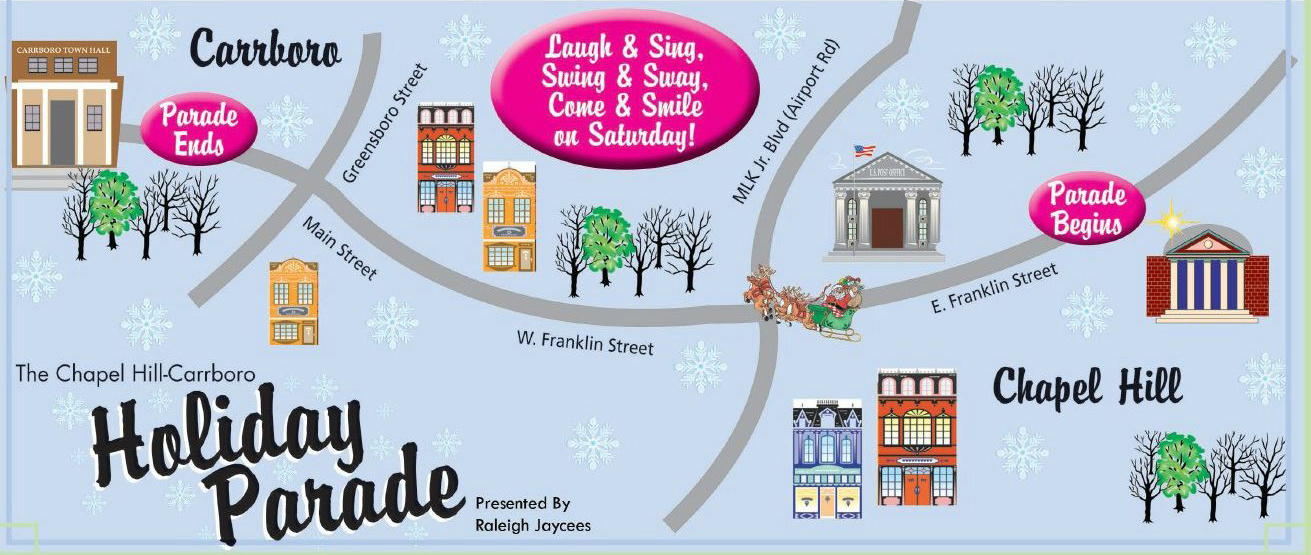 CARRBORO TOWN HALL
Carrboro
Parade
Ends
Greensboro Street
Main Street
Laugh & Sing,
Swing & Sway,
Come & Smile
on Saturday!
MLK Jr. Blvd (Airport Rd)
U.S. POST OFFICE
Parade
Begins
E. Franklin Street
W. Franklin Street
Chapel Hill
The Chapel Hill-Carrboro
Holiday
Parade
Presented By
Raleigh Jaycees